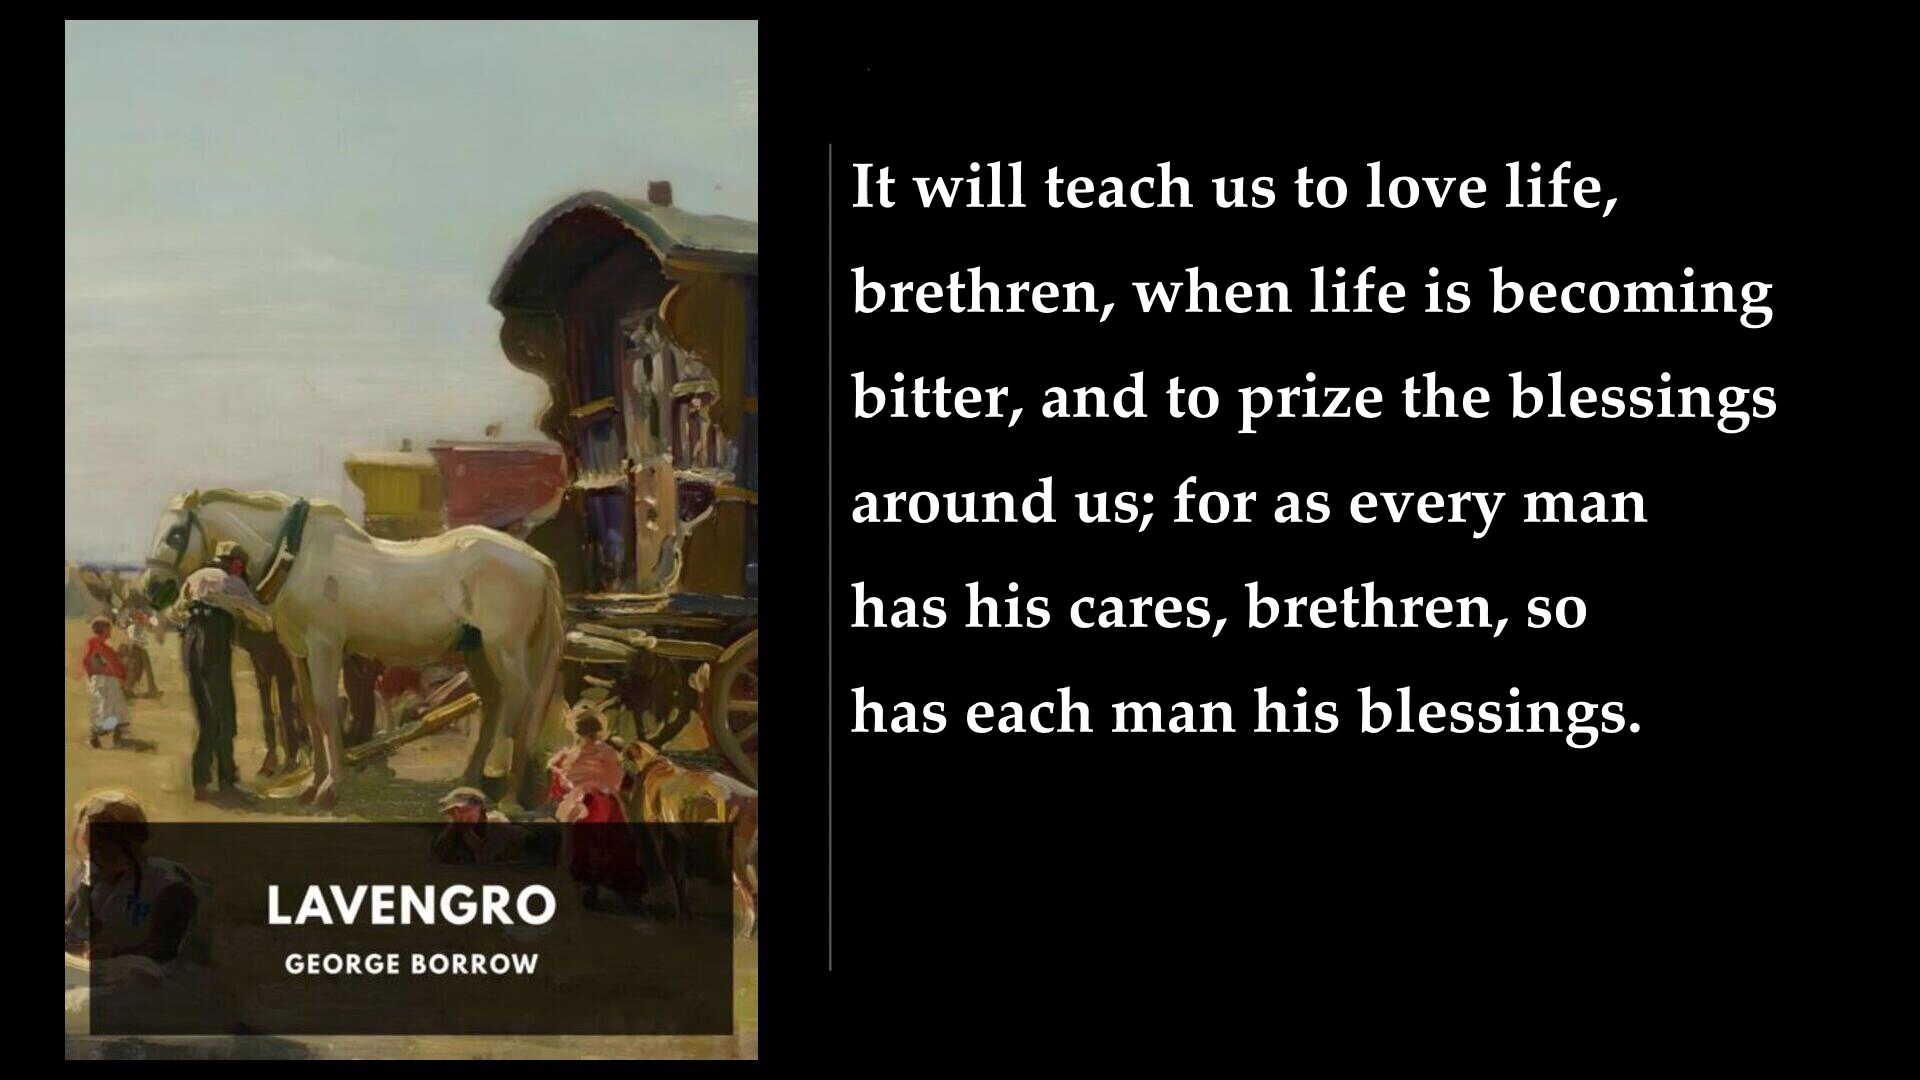 It will teach us to love life,
brethren, when life is becoming
bitter, and to prize the blessings
around us; for as every man
has his cares, brethren, so
has each man his blessings.
LAVENGRO
GEORGE BORROW